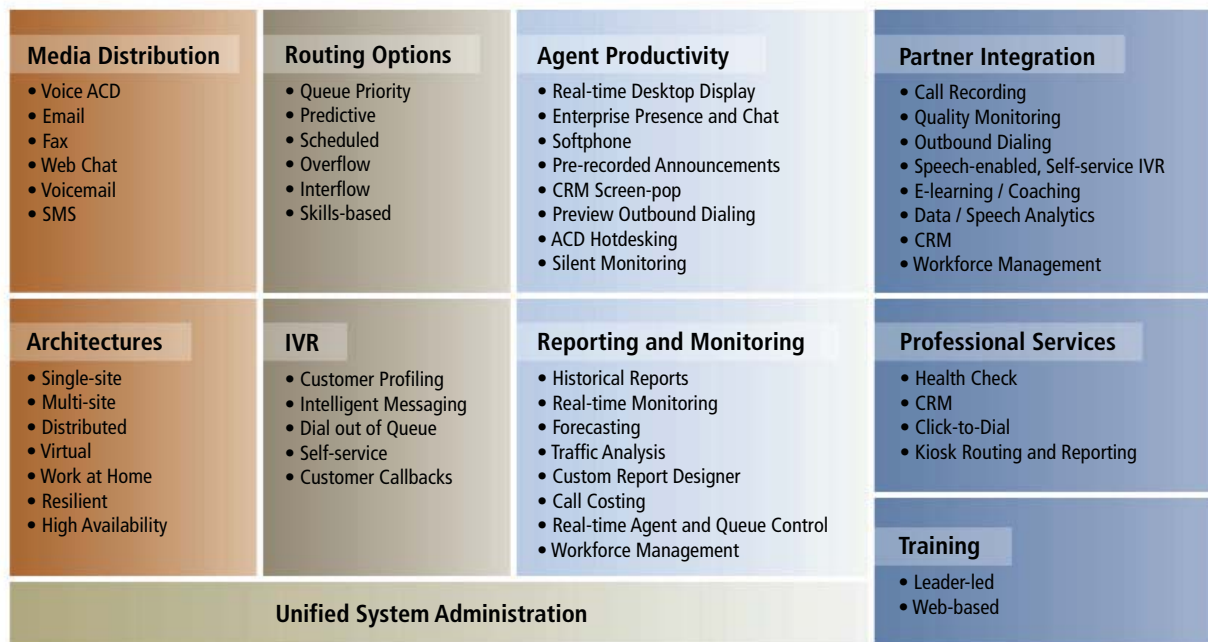 Media Distribution
• Voice ACD
• Email
• Fax
• Web Chat
• Voicemail
• SMS
Routing Options
• Queue Priority
• Predictive
• Scheduled
• Overflow
• Interflow
• Skills-based
Agent Productivity
• Real-time Desktop Display
• Enterprise Presence and Chat
• Softphone
• Pre-recorded Announcements
• CRM Screen-pop
• Preview Outbound Dialing
• ACD Hotdesking
• Silent Monitoring
Partner Integration
• Call Recording
• Quality Monitoring
• Outbound Dialing
• Speech-enabled, Self-service IVR
• E-learning / Coaching
• Data / Speech Analytics
• CRM
• Workforce Management
Architectures
• Single-site
• Multi-site
• Distributed
• Virtual
• Work at Home
• Resilient
• High Availability
IVR
• Customer Profiling
• Intelligent Messaging
• Dial out of Queue
• Self-service
• Customer Callbacks
Reporting and Monitoring
• Historical Reports
• Real-time Monitoring
• Forecasting
• Traffic Analysis
• Custom Report Designer
• Call Costing
• Real-time Agent and Queue Control
• Workforce Management
Professional Services
• Health Check
• CRM
• Click-to-Dial
• Kiosk Routing and Reporting
Training
• Leader-led
• Web-based
Unified System Administration